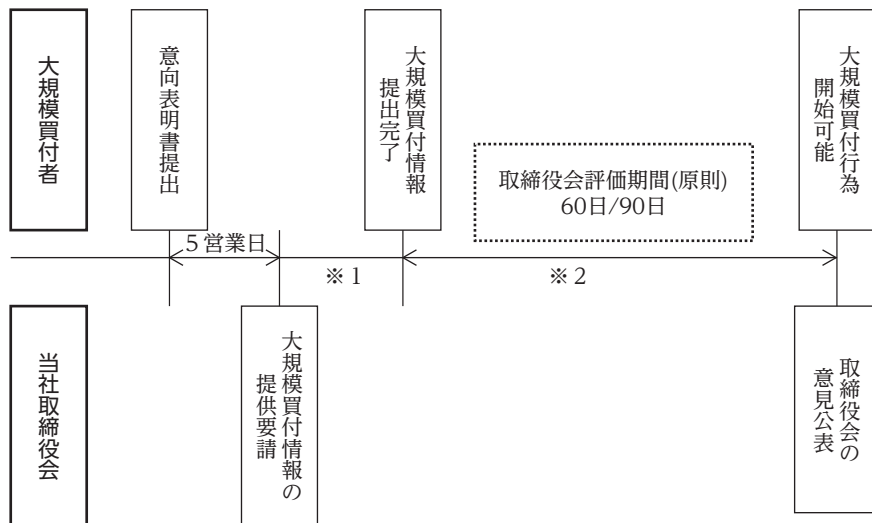 大規模買付者
意向表明書提出
大規模買付情報
提出完了
大規模買付行為
開始可能
取締役会評価期間(原則)
60日/90日
5営業日
※1
※2
当社取締役会
大規模買付情報の
提供要請
取締役会の
意見公表